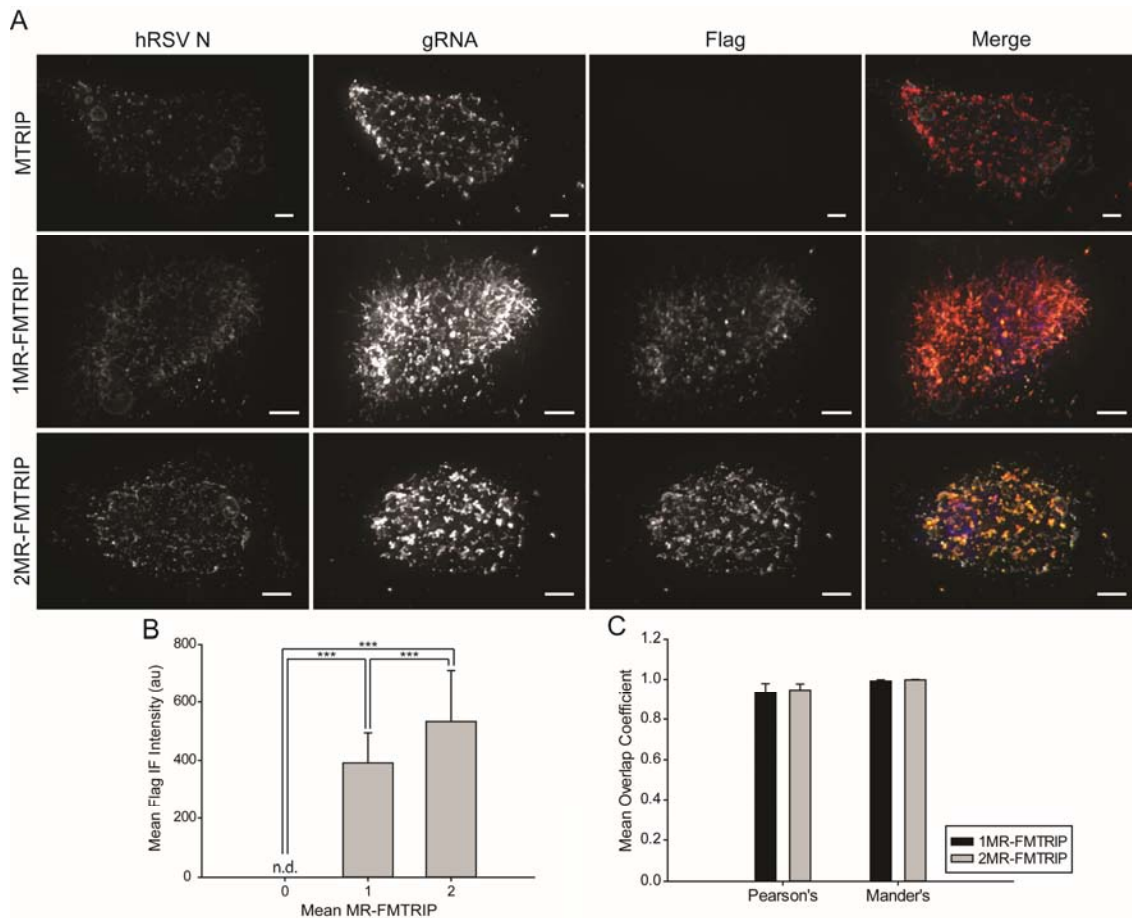 A
hRSV N gRNA Flag Merge
MTRIP
1MR-FMTRIP
2MR-FMTRIP
B
Mean Flag IF Intensity (au)
800
600
400
200
0
***
*** ***
n.d.
0 1 2
Mean MR-FMTRIP
C
Mean Overlap Coefficient
1.2
1.0
0.8
0.6
0.4
0.2
0.0
Pearson's Mander's
1MR-FMTRIP
2MR-FMTRIP